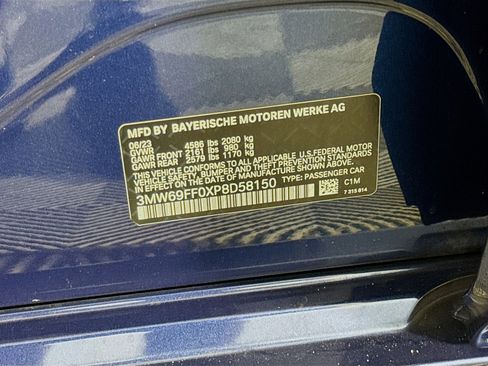 MFD BY BAYERISCHE MOTOREN WERKE AG
06/23
GVWR 4586 lbs 2080 kg
GAWR FRONT 2161 lbs 980 kg
GAWR REAR 2579 lbs 1170 kg
THIS VEHICLE CONFORMS TO ALL APPLICABLE U.S. FEDERAL MOTOR
VEHICLE SAFETY, BUMPER, AND THEFT PREVENTION STANDARDS
IN EFFECT ON THE DATE OF MANUFACTURE SHOWN ABOVE.
3MW69FF0XP8D58150 TYPE: PASSENGER CAR
C1M
7 215 614